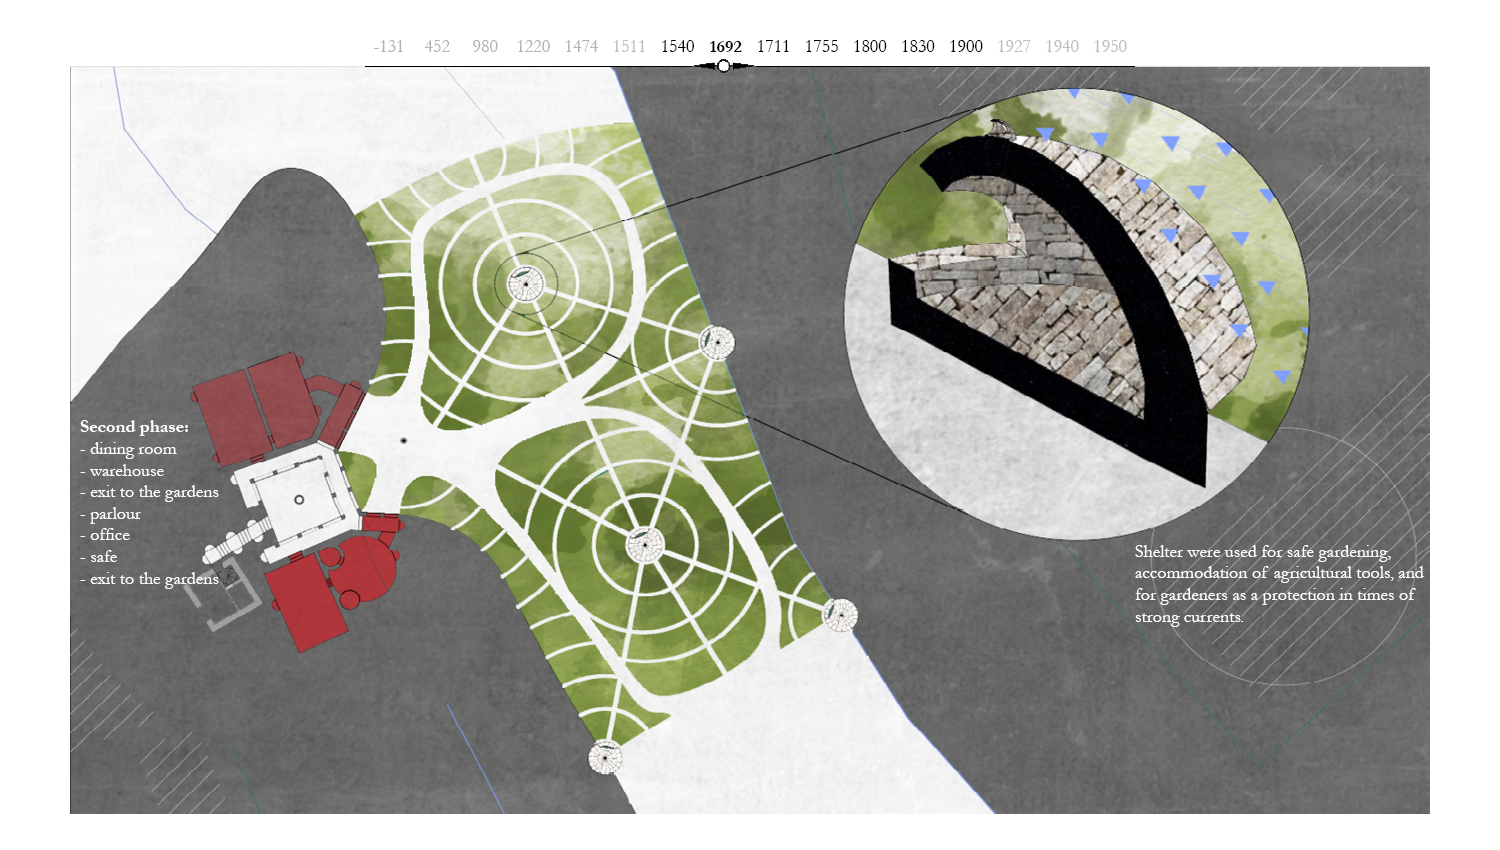 -131 452 980 1220 1474 1511 1540 1692 1711 1755 1800 1830 1900 1927 1940 1950
Second phase:
- dining room
- warehouse
- exit to the gardens
- parlour
- office
- safe
- exit to the gardens
Shelter were used for safe gardening,
accommodation of agricultural tools, and
for gardeners as a protection in times of
strong currents.